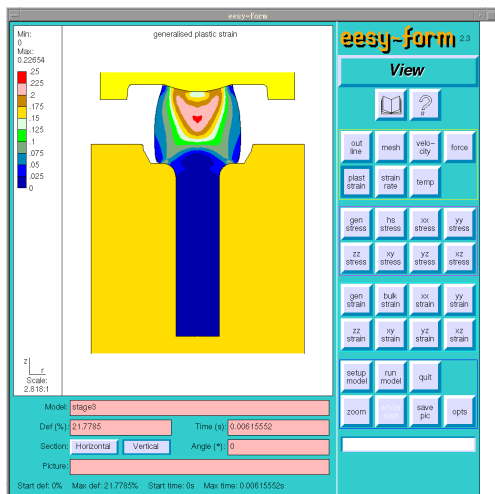 eesy-form
Min:
0
Max:
0.22654
generalised plastic strain
.25
.225
.2
.175
.15
.125
.1
.075
.05
.025
0
z
r
Scale:
2.818:1
eesy-form 2.3
View
out line
mesh
velo- city
force
plast strain
strain rate
temp
gen stress
hs stress
xx stress
yy stress
zz stress
xy stress
yz stress
xz stress
gen strain
bulk strain
xx strain
yy strain
zz strain
xy strain
yz strain
xz strain
setup model
run model
quit
zoom
save pic
opts
Model: stage3
Def (%): 21.7785 Time (s): 0.00615552
Section: Horizontal Vertical Angle (°): 0
Picture:
Start def: 0% Max def: 21.7785% Start time: 0s Max time: 0.00615552s